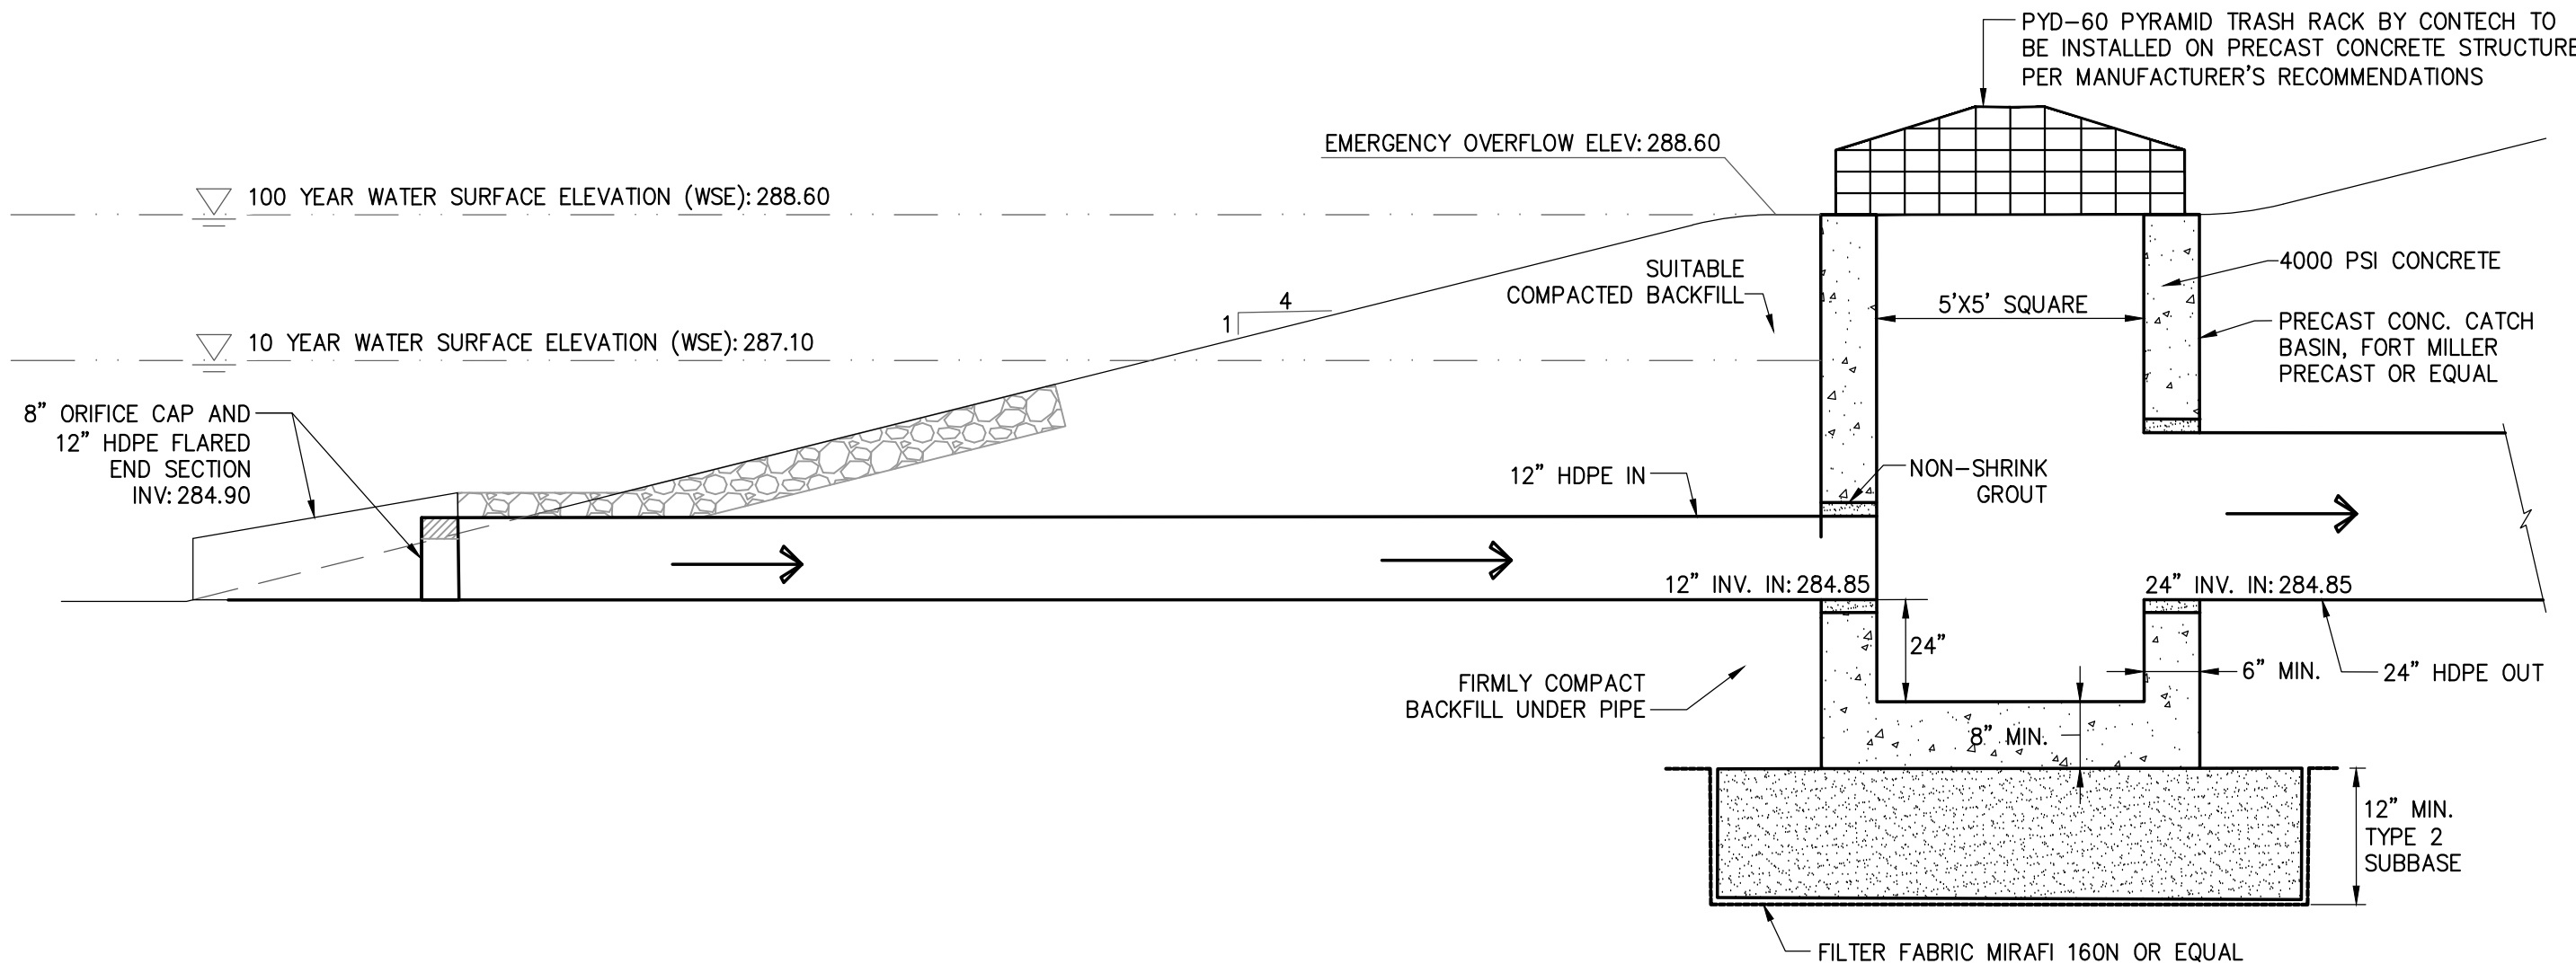 PYD-60 PYRAMID TRASH RACK BY CONTECH TO
BE INSTALLED ON PRECAST CONCRETE STRUCTURE
PER MANUFACTURER'S RECOMMENDATIONS
EMERGENCY OVERFLOW ELEV: 288.60
100 YEAR WATER SURFACE ELEVATION (WSE): 288.60
SUITABLE
COMPACTED BACKFILL
4000 PSI CONCRETE
4
1
5'X5' SQUARE
PRECAST CONC. CATCH
BASIN, FORT MILLER
PRECAST OR EQUAL
10 YEAR WATER SURFACE ELEVATION (WSE): 287.10
8" ORIFICE CAP AND
12" HDPE FLARED
END SECTION
INV: 284.90
12" HDPE IN
NON-SHRINK
GROUT
12" INV. IN: 284.85
24" INV. IN: 284.85
24"
FIRMLY COMPACT
BACKFILL UNDER PIPE
6" MIN.
24" HDPE OUT
8" MIN.
12" MIN.
TYPE 2
SUBBASE
FILTER FABRIC MIRAFI 160N OR EQUAL